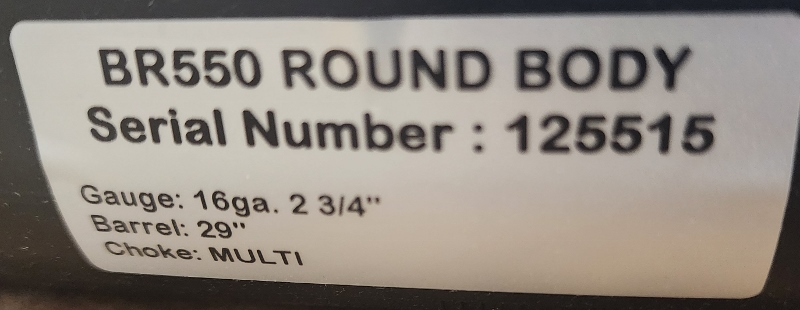 BR550 ROUND BODY
Serial Number : 125515
Gauge: 16ga. 2 3/4"
Barrel: 29"
Choke: MULTI